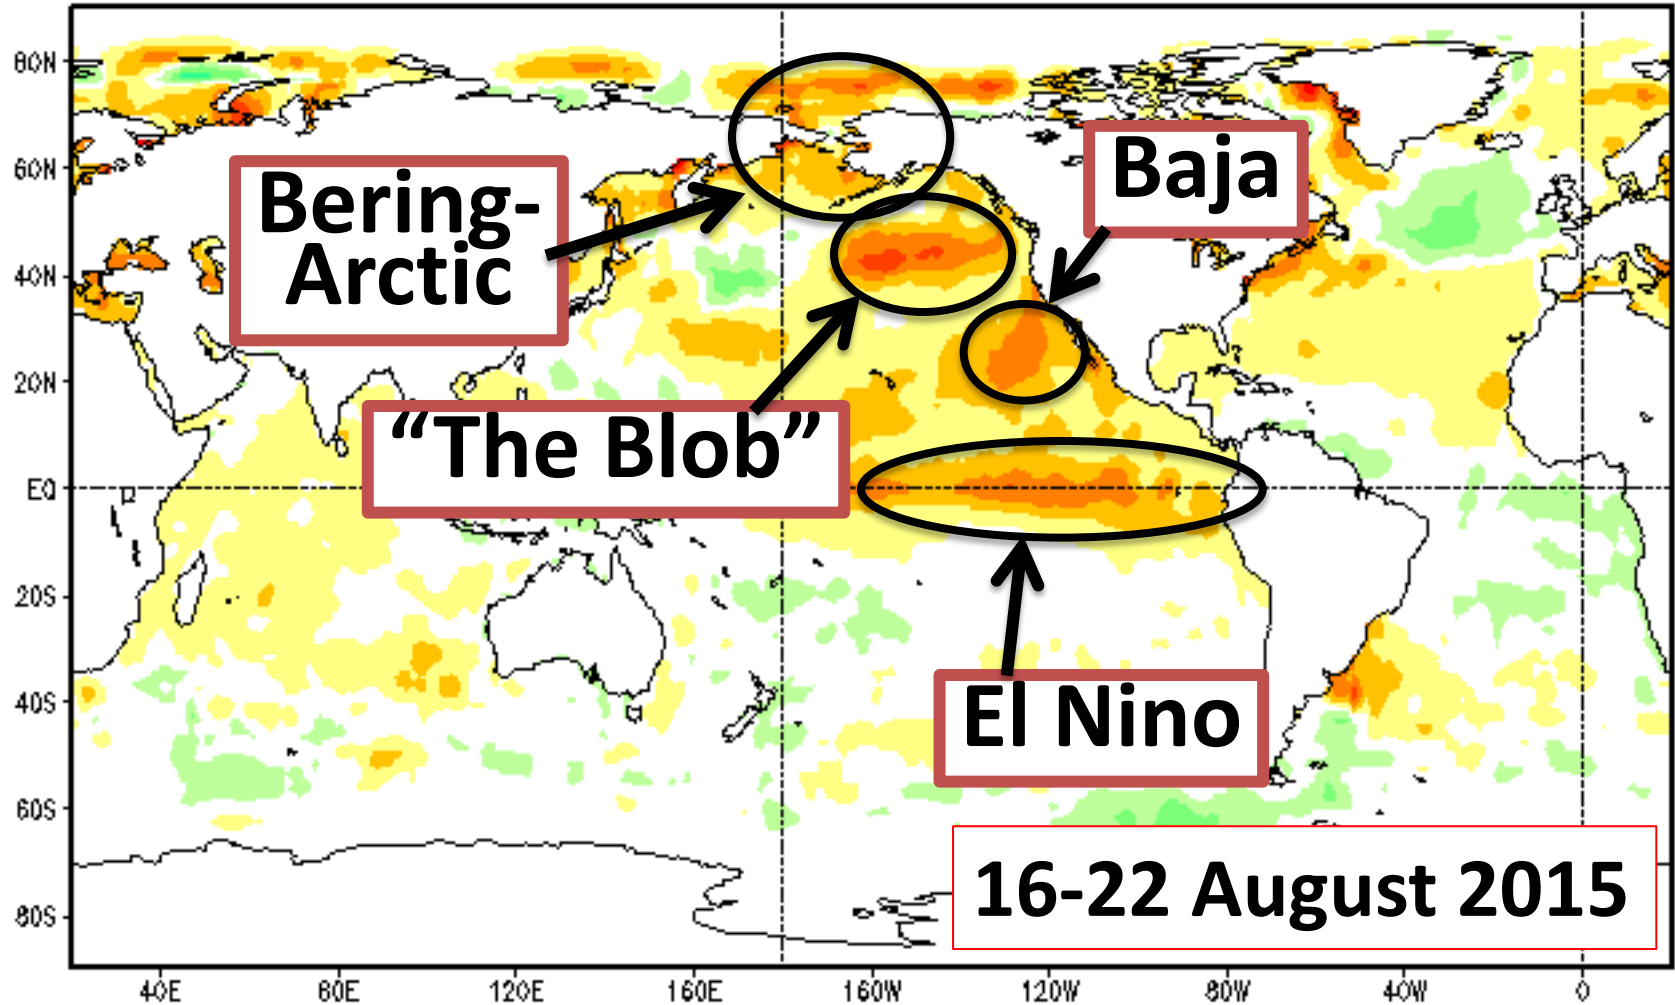 80N
60N
40N
20N
EQ
20S
40S
60S
80S
Bering-
Arctic
Baja
“The Blob”
El Nino
16-22 August 2015
40E
80E
120E
160E
160W
120W
80W
40W
0